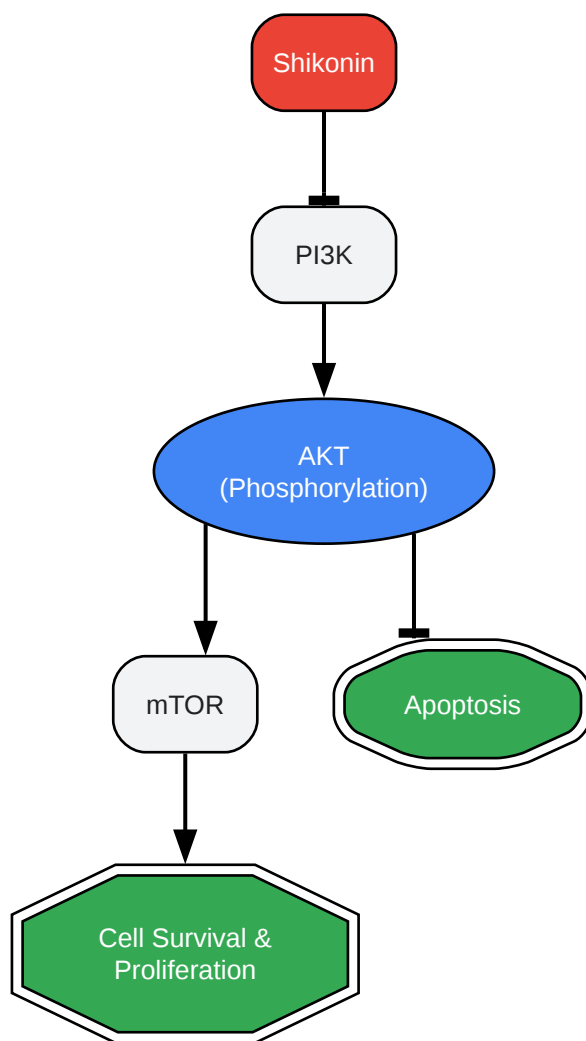 Shikonin
PI3K
AKT
(Phosphorylation)
mTOR
Apoptosis
Cell Survival &
Proliferation